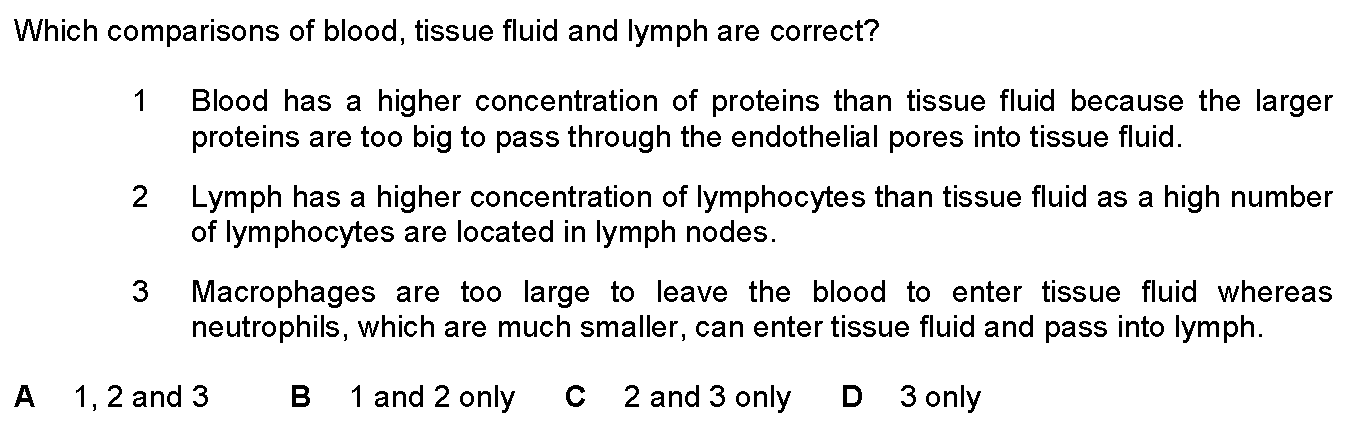 Which comparisons of blood, tissue fluid and lymph are correct?
1 Blood has a higher concentration of proteins than tissue fluid because the larger
proteins are too big to pass through the endothelial pores into tissue fluid.
2 Lymph has a higher concentration of lymphocytes than tissue fluid as a high number
of lymphocytes are located in lymph nodes.
3 Macrophages are too large to leave the blood to enter tissue fluid whereas
neutrophils, which are much smaller, can enter tissue fluid and pass into lymph.
A 1, 2 and 3 B 1 and 2 only C 2 and 3 only D 3 only